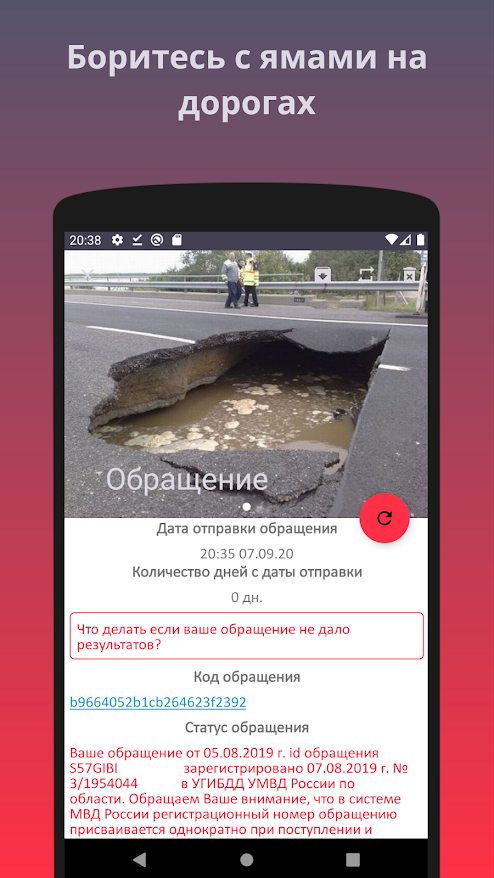 Боритесь с ямами на
дорогах
20:38
Обращение
Дата отправки обращения
20:35 07.09.20
Количество дней с даты отправки
0 дн.
Что делать если ваше обращение не дало
результатов?
Код обращения
b9664052b1cb264623f2392
Статус обращения
Ваше обращение от 05.08.2019 г. id обращения
S57GIBI зарегистрировано 07.08.2019 г. №
3/1954044 в УГИБДД УМВД России по
области. Обращаем Ваше внимание, что в системе
МВД России регистрационный номер обращению
присваивается однократно при поступлении и